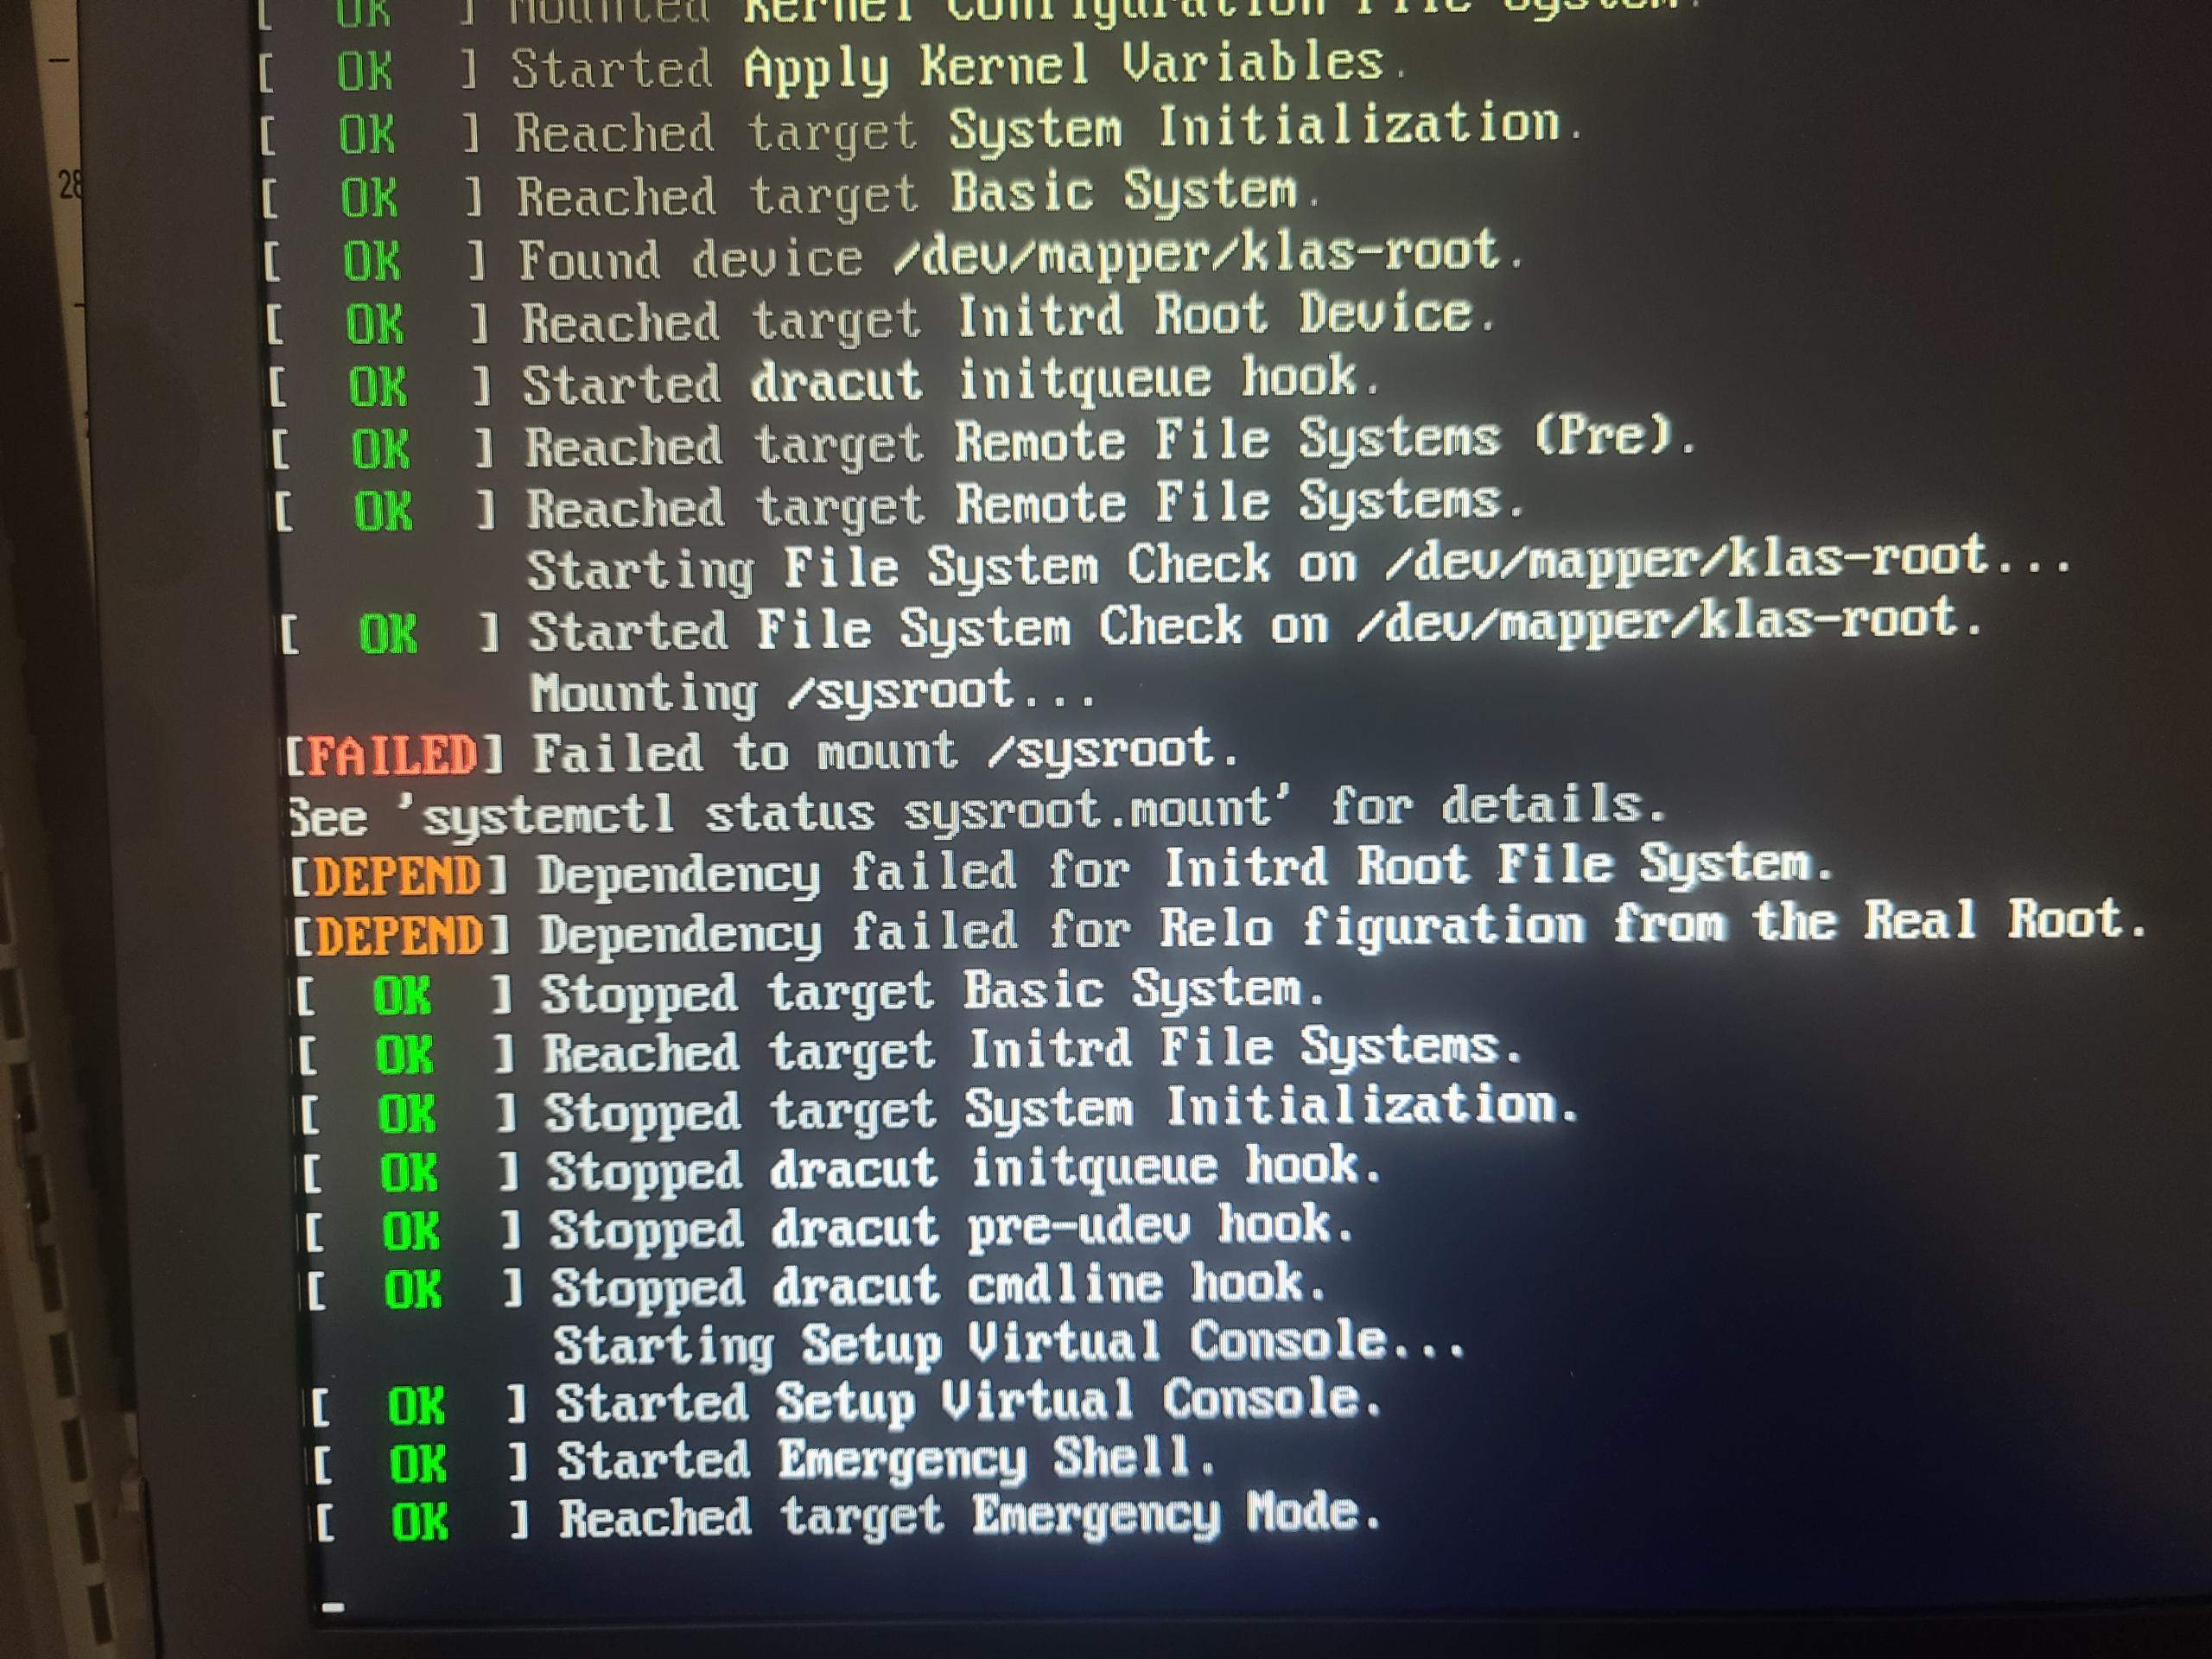 [  OK  ] Mounted Kernel Configuration File System.
[  OK  ] Started Apply Kernel Variables.
[  OK  ] Reached target System Initialization.
[  OK  ] Reached target Basic System.
[  OK  ] Found device /dev/mapper/klas-root.
[  OK  ] Reached target Initrd Root Device.
[  OK  ] Started dracut initqueue hook.
[  OK  ] Reached target Remote File Systems (Pre).
[  OK  ] Reached target Remote File Systems.
Starting File System Check on /dev/mapper/klas-root...
[  OK  ] Started File System Check on /dev/mapper/klas-root.
Mounting /sysroot...
[FAILED] Failed to mount /sysroot.
See 'systemctl status sysroot.mount' for details.
[DEPEND] Dependency failed for Initrd Root File System.
[DEPEND] Dependency failed for Relo figuration from the Real Root.
[  OK  ] Stopped target Basic System.
[  OK  ] Reached target Initrd File Systems.
[  OK  ] Stopped target System Initialization.
[  OK  ] Stopped dracut initqueue hook.
[  OK  ] Stopped dracut pre-udev hook.
[  OK  ] Stopped dracut cmdline hook.
Starting Setup Virtual Console...
[  OK  ] Started Setup Virtual Console.
[  OK  ] Started Emergency Shell.
[  OK  ] Reached target Emergency Mode.
28